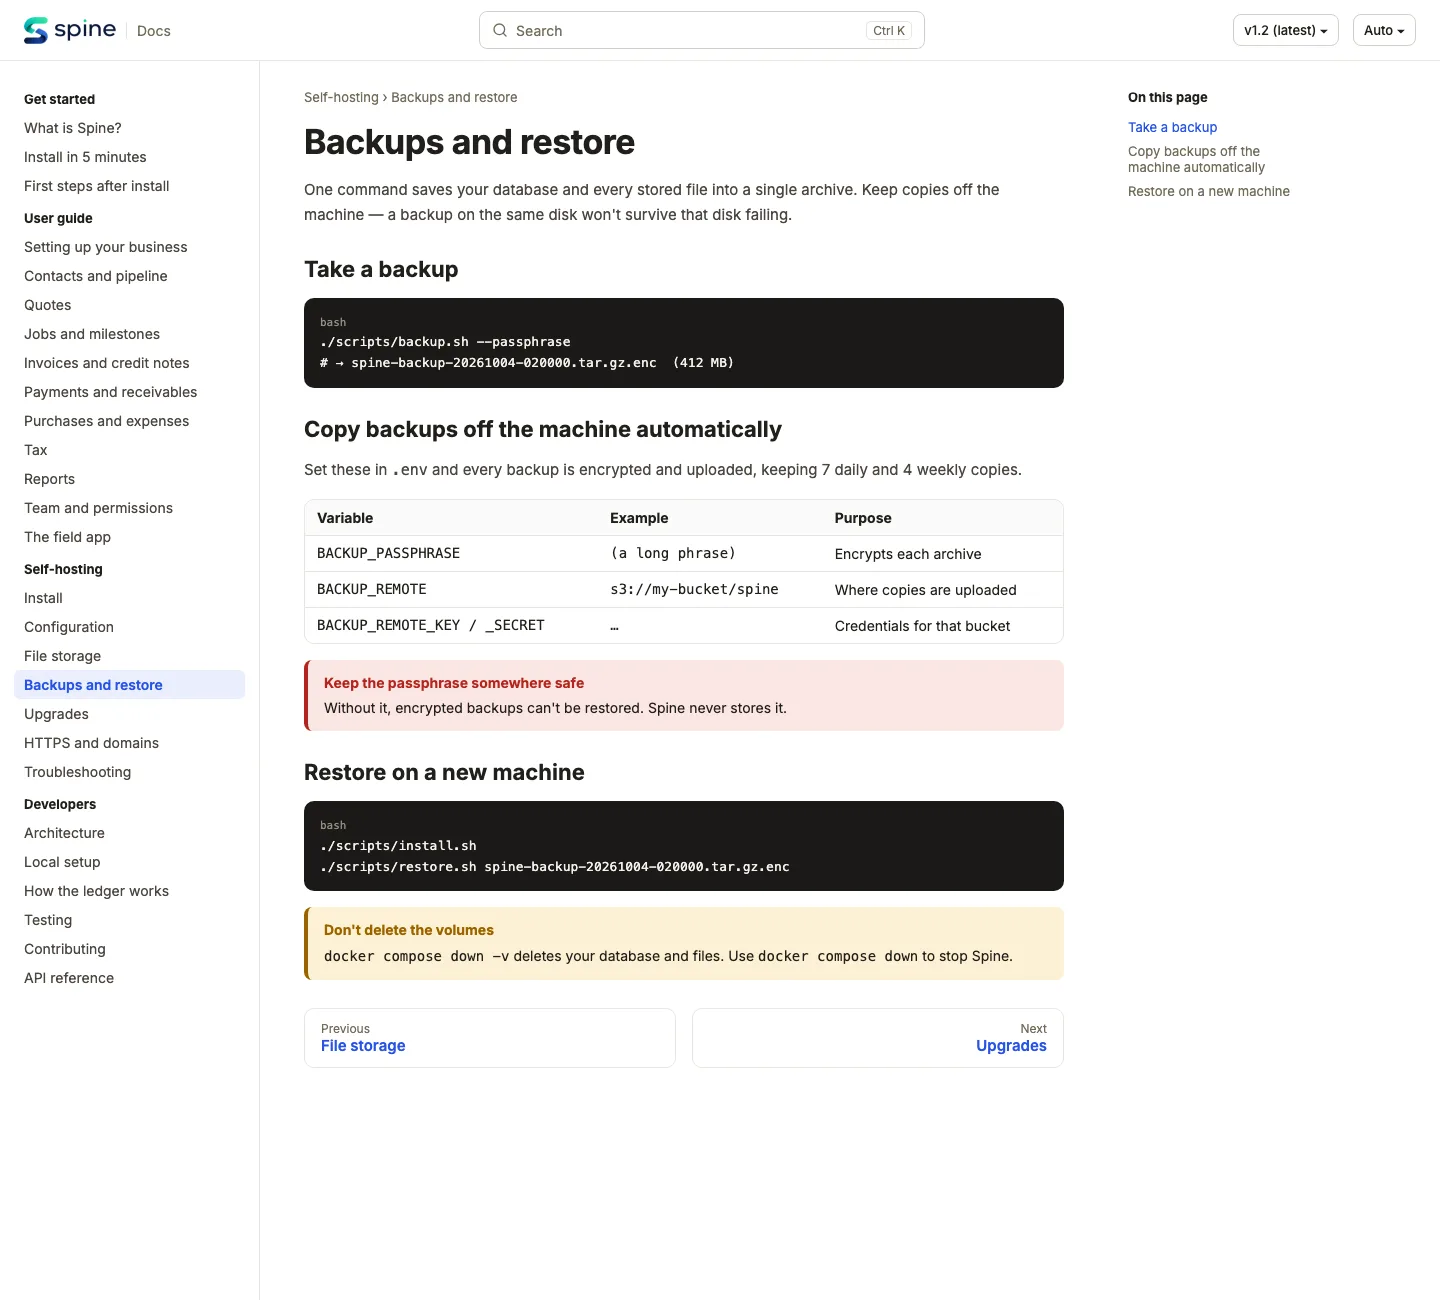 spine
Docs
Search
Ctrl K
v1.2 (latest)
Auto
Get started
What is Spine?
Install in 5 minutes
First steps after install
User guide
Setting up your business
Contacts and pipeline
Quotes
Jobs and milestones
Invoices and credit notes
Payments and receivables
Purchases and expenses
Tax
Reports
Team and permissions
The field app
Self-hosting
Install
Configuration
File storage
Backups and restore
Upgrades
HTTPS and domains
Troubleshooting
Developers
Architecture
Local setup
How the ledger works
Testing
Contributing
API reference
Self-hosting › Backups and restore
Backups and restore
One command saves your database and every stored file into a single archive. Keep copies off the
machine — a backup on the same disk won't survive that disk failing.
Take a backup
bash
./scripts/backup.sh --passphrase
# → spine-backup-20261004-020000.tar.gz.enc  (412 MB)
Copy backups off the machine automatically
Set these in .env and every backup is encrypted and uploaded, keeping 7 daily and 4 weekly copies.
Variable Example Purpose
BACKUP_PASSPHRASE (a long phrase) Encrypts each archive
BACKUP_REMOTE s3://my-bucket/spine Where copies are uploaded
BACKUP_REMOTE_KEY / _SECRET … Credentials for that bucket
Keep the passphrase somewhere safe
Without it, encrypted backups can't be restored. Spine never stores it.
Restore on a new machine
bash
./scripts/install.sh
./scripts/restore.sh spine-backup-20261004-020000.tar.gz.enc
Don't delete the volumes
docker compose down -v deletes your database and files. Use docker compose down to stop Spine.
Previous
File storage
Next
Upgrades
On this page
Take a backup
Copy backups off the
machine automatically
Restore on a new machine